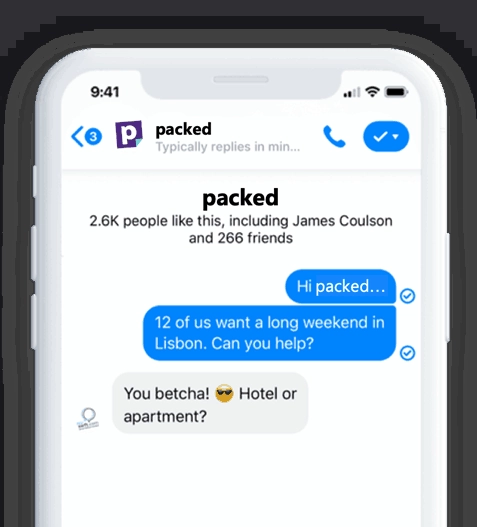 9:41
3
p
packed
Typically replies in min...
packed
2.6K people like this, including James Coulson
and 266 friends
Hi packed...
12 of us want a long weekend in
Lisbon. Can you help?
You betcha! 😎 Hotel or
apartment?